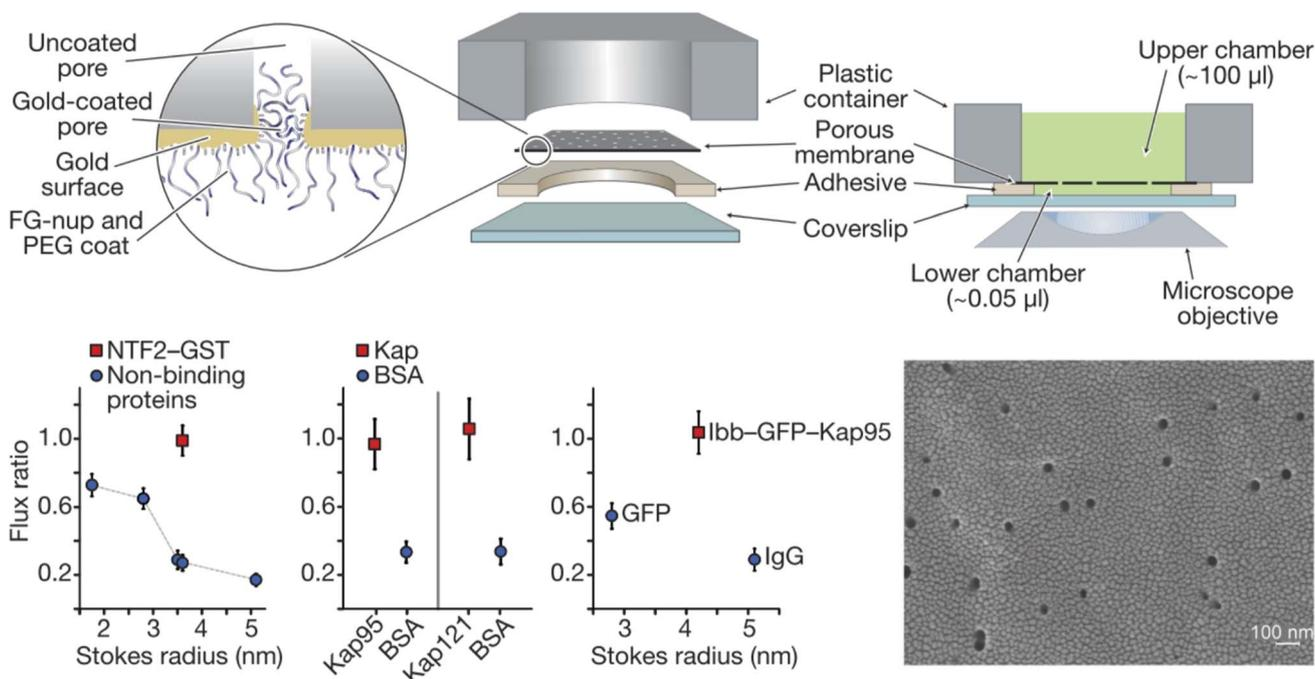 Uncoated
pore
Gold-coated
pore
Gold
surface
FG-nup and
PEG coat
Plastic
container
Porous
membrane
Adhesive
Coverslip
Upper chamber
(~100 µl)
Lower chamber
(~0.05 µl)
Microscope
objective
NTF2–GST
Non-binding
proteins
Flux ratio
1.0
0.6
0.2
2 3 4 5
Stokes radius (nm)
Kap
BSA
1.0
0.6
0.2
Kap95
BSA
Kap121
BSA
1.0
0.6
0.2
Ibb–GFP–Kap95
GFP
IgG
3 4 5
Stokes radius (nm)
100 nm